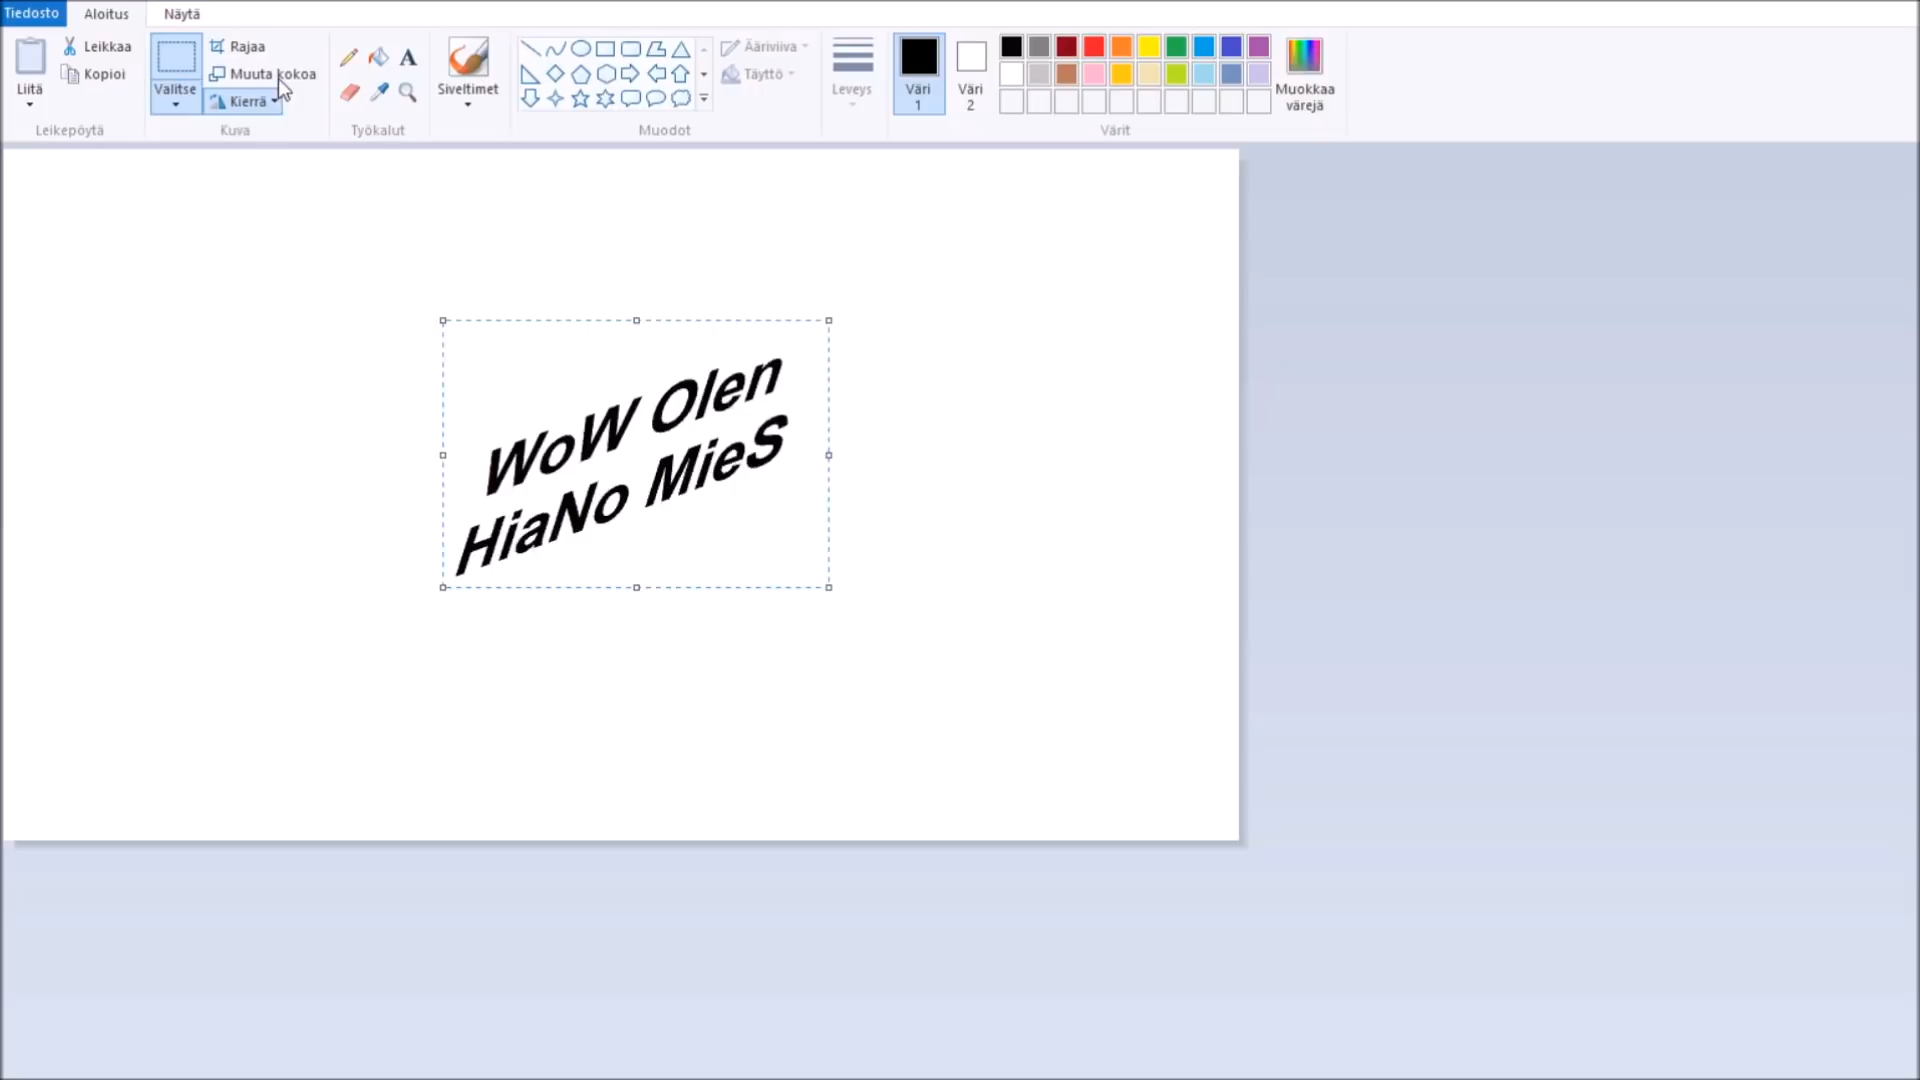 Tiedosto Aloitus Näytä
Liitä
Leikkaa
Kopioi
Leikepöytä
Valitse
Rajaa
Muuta kokoa
Kierrä
Kuva
A
Työkalut
Siveltimet
Muodot
Ääriviiva
Täyttö
Leveys
Väri
1
Väri
2
Värit
Muokkaa
värejä
WoW Olen
HiaNo MieS